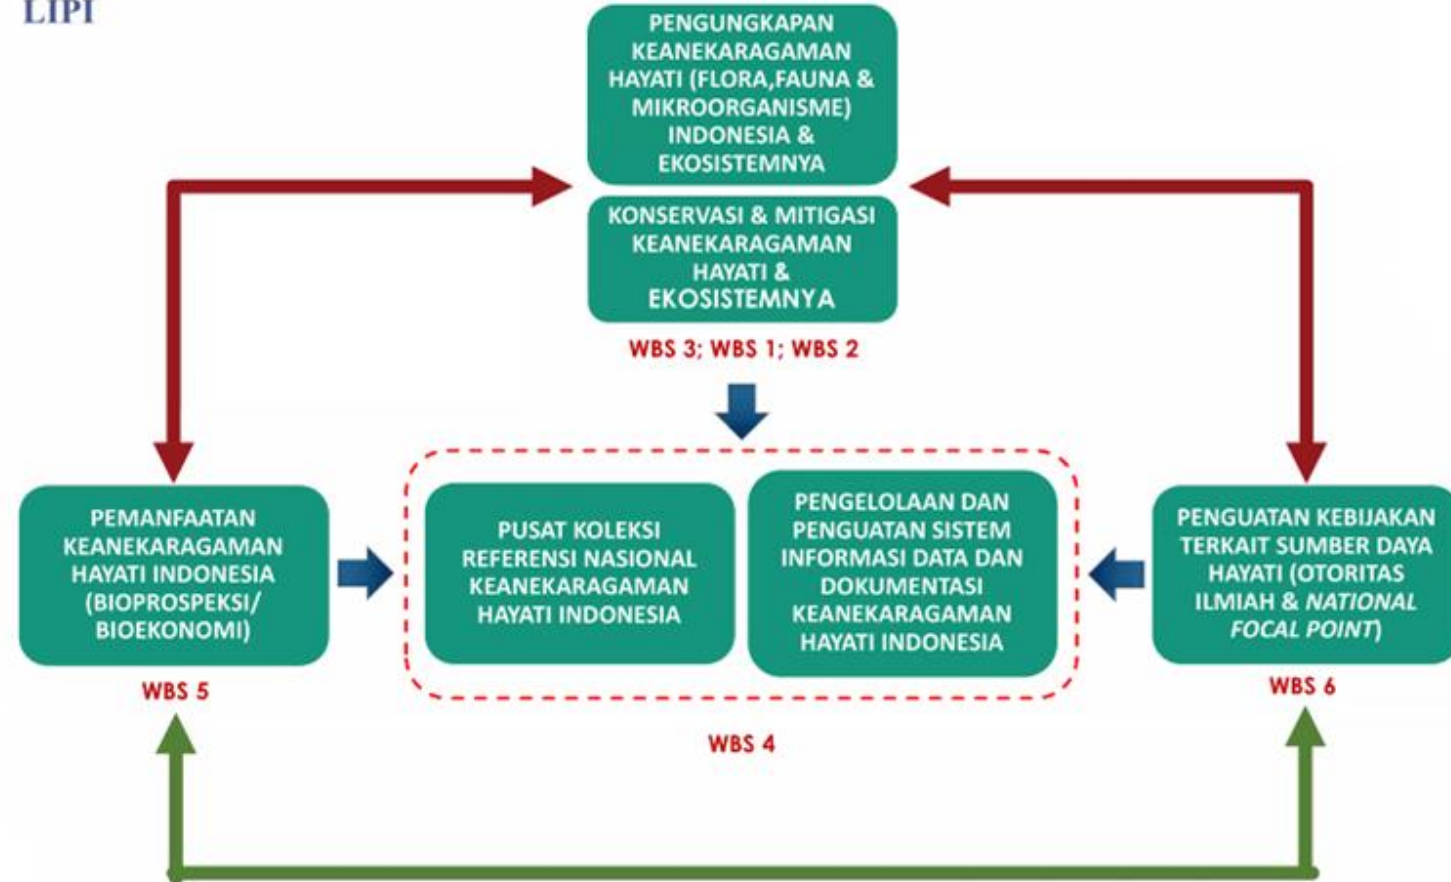 LIPI
PENGUNGKAPAN
KEANEKARAGAMAN
HAYATI (FLORA,FAUNA &
MIKROORGANISME)
INDONESIA &
EKOSISTEMNYA
KONSERVASI & MITIGASI
KEANEKARAGAMAN
HAYATI &
EKOSISTEMNYA
WBS 3; WBS 1; WBS 2
PEMANFAATAN
KEANEKARAGAMAN
HAYATI INDONESIA
(BIOPROSPEKSI/
BIOEKONOMI)
WBS 5
PUSAT KOLEKSI
REFERENSI NASIONAL
KEANEKARAGAMAN
HAYATI INDONESIA
PENGELOLAAN DAN
PENGUATAN SISTEM
INFORMASI DATA DAN
DOKUMENTASI
KEANEKARAGAMAN
HAYATI INDONESIA
WBS 4
PENGUATAN KEBIJAKAN
TERKAIT SUMBER DAYA
HAYATI (OTORITAS
ILMIAH & NATIONAL
FOCAL POINT)
WBS 6